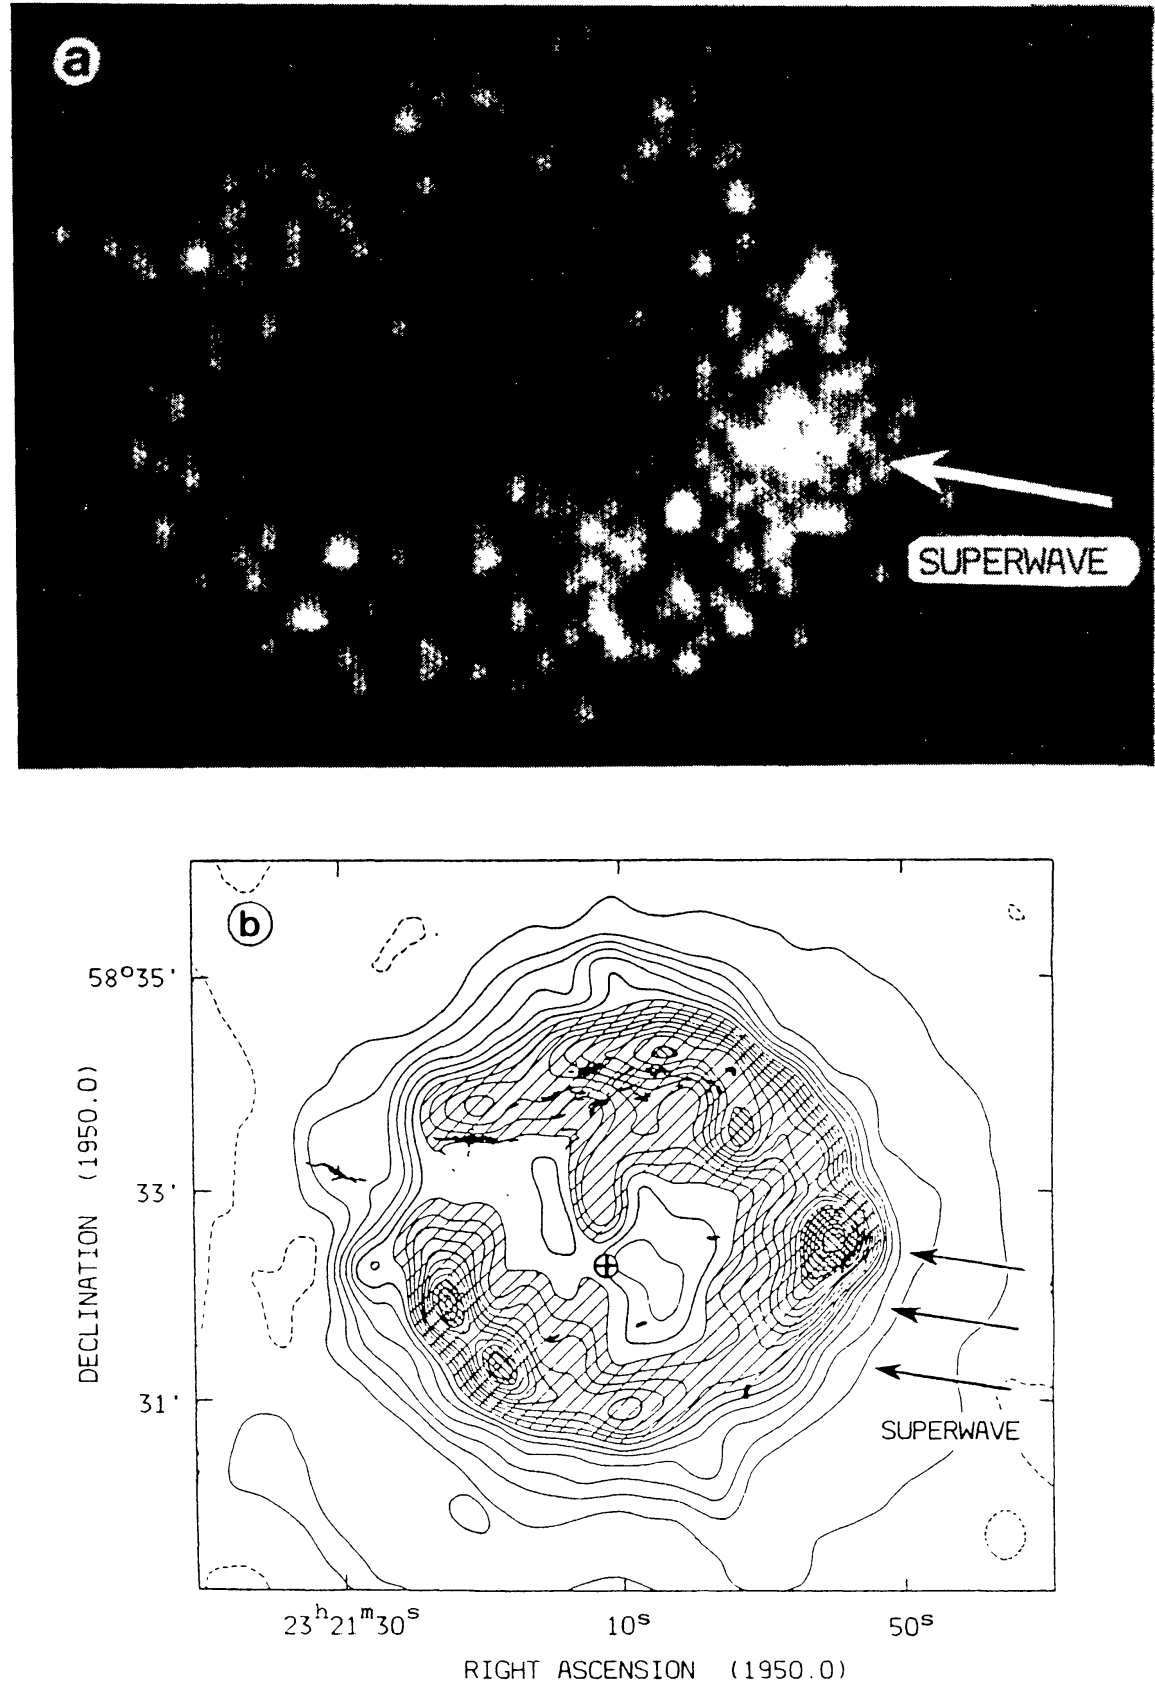 a
SUPERWAVE
b
58°35'
33'
31'
DECLINATION (1950.0)
SUPERWAVE
23ʰ21ᵐ30ˢ 10ˢ 50ˢ
RIGHT ASCENSION (1950.0)